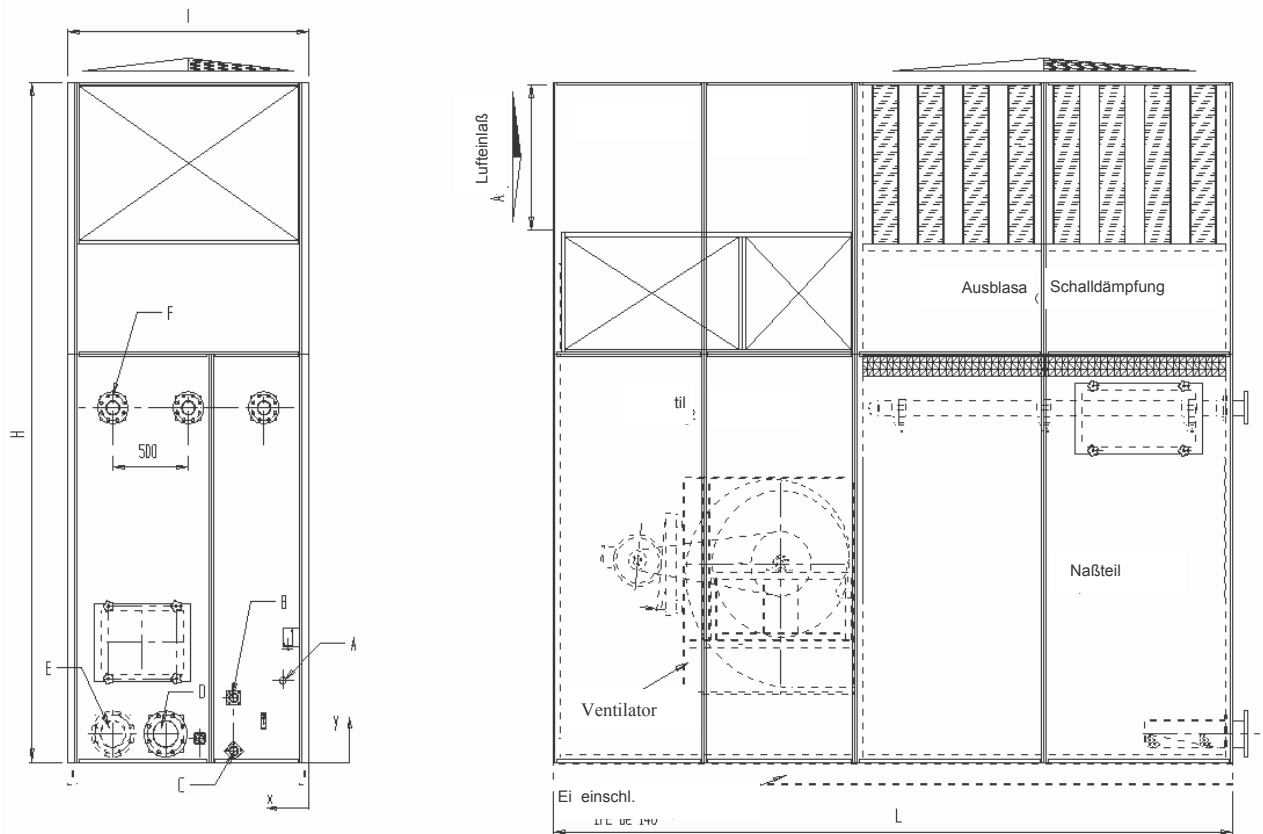 I
Lufteinlaß
A
H
F
500
Ausblasa Schalldämpfung
til
B
A
E
D
Naßteil
Ventilator
y
C
x
Ei einschl.
L